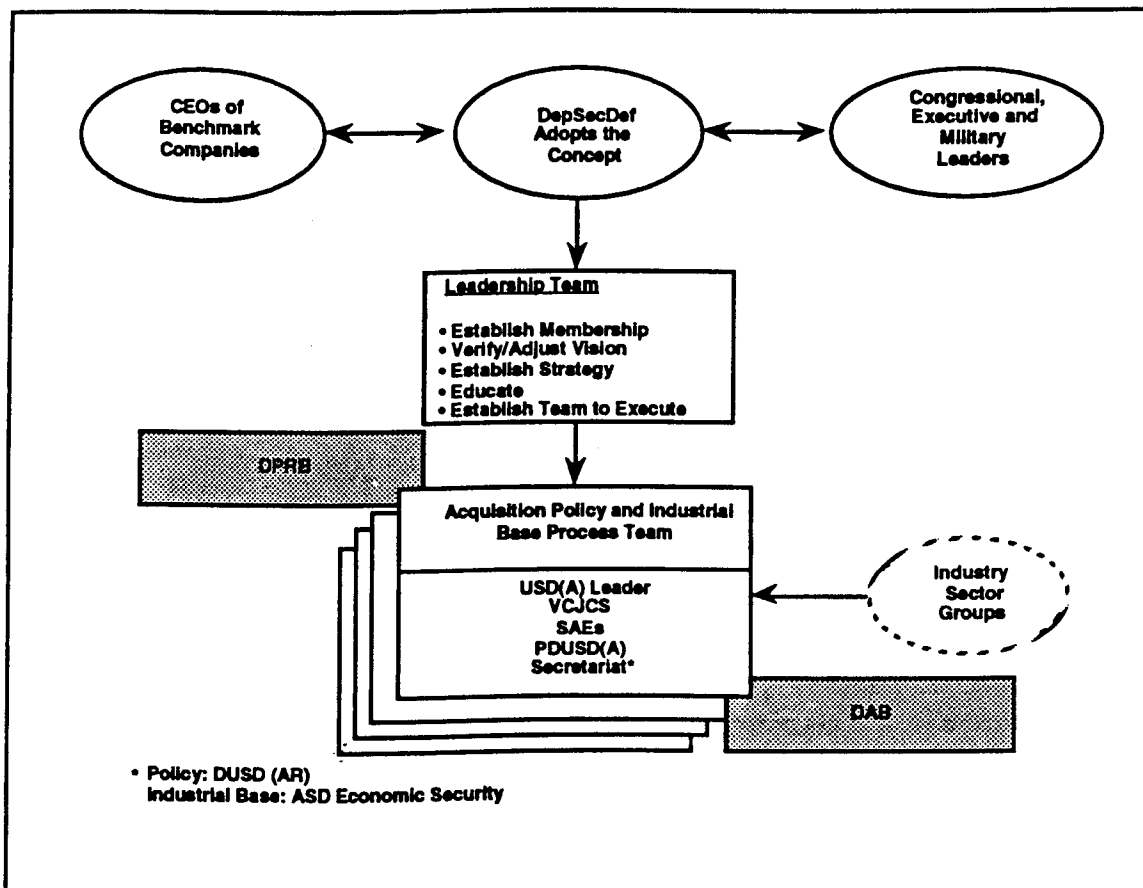 CEOs of
Benchmark
Companies
DepSecDef
Adopts the
Concept
Congressional,
Executive and
Military
Leaders
Leadership Team
• Establish Membership
• Verify/Adjust Vision
• Establish Strategy
• Educate
• Establish Team to Execute
DPRB
Acquisition Policy and Industrial
Base Process Team
USD(A) Leader
VCJCS
SAEs
PDUSD(A)
Secretariat*
Industry
Sector
Groups
DAB
* Policy: DUSD (AR)
Industrial Base: ASD Economic Security